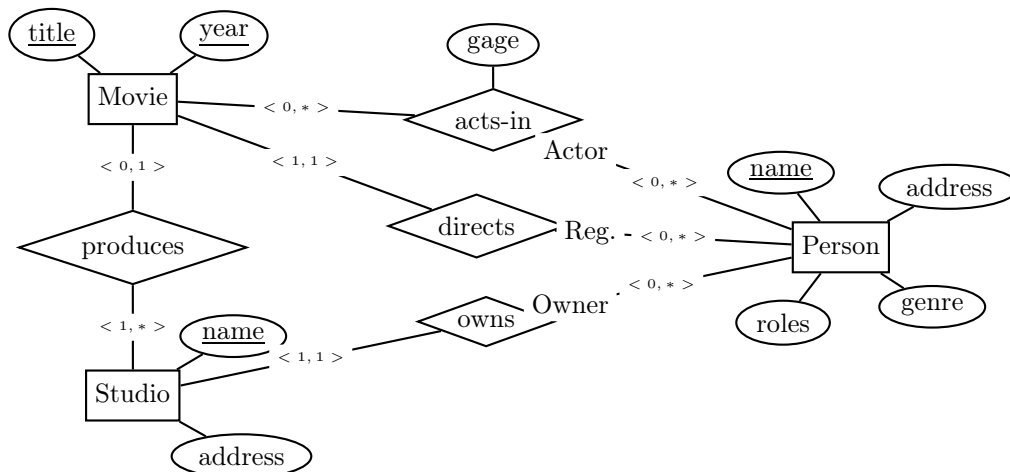 title
year
gage
Movie
< 0, * >
acts-in
Actor
< 0, 1 >
< 1, 1 >
< 0, * >
name
address
produces
directs
Reg.
< 0, * >
Person
< 0, * >
Owner
genre
roles
< 1, * >
name
owns
< 1, 1 >
Studio
address